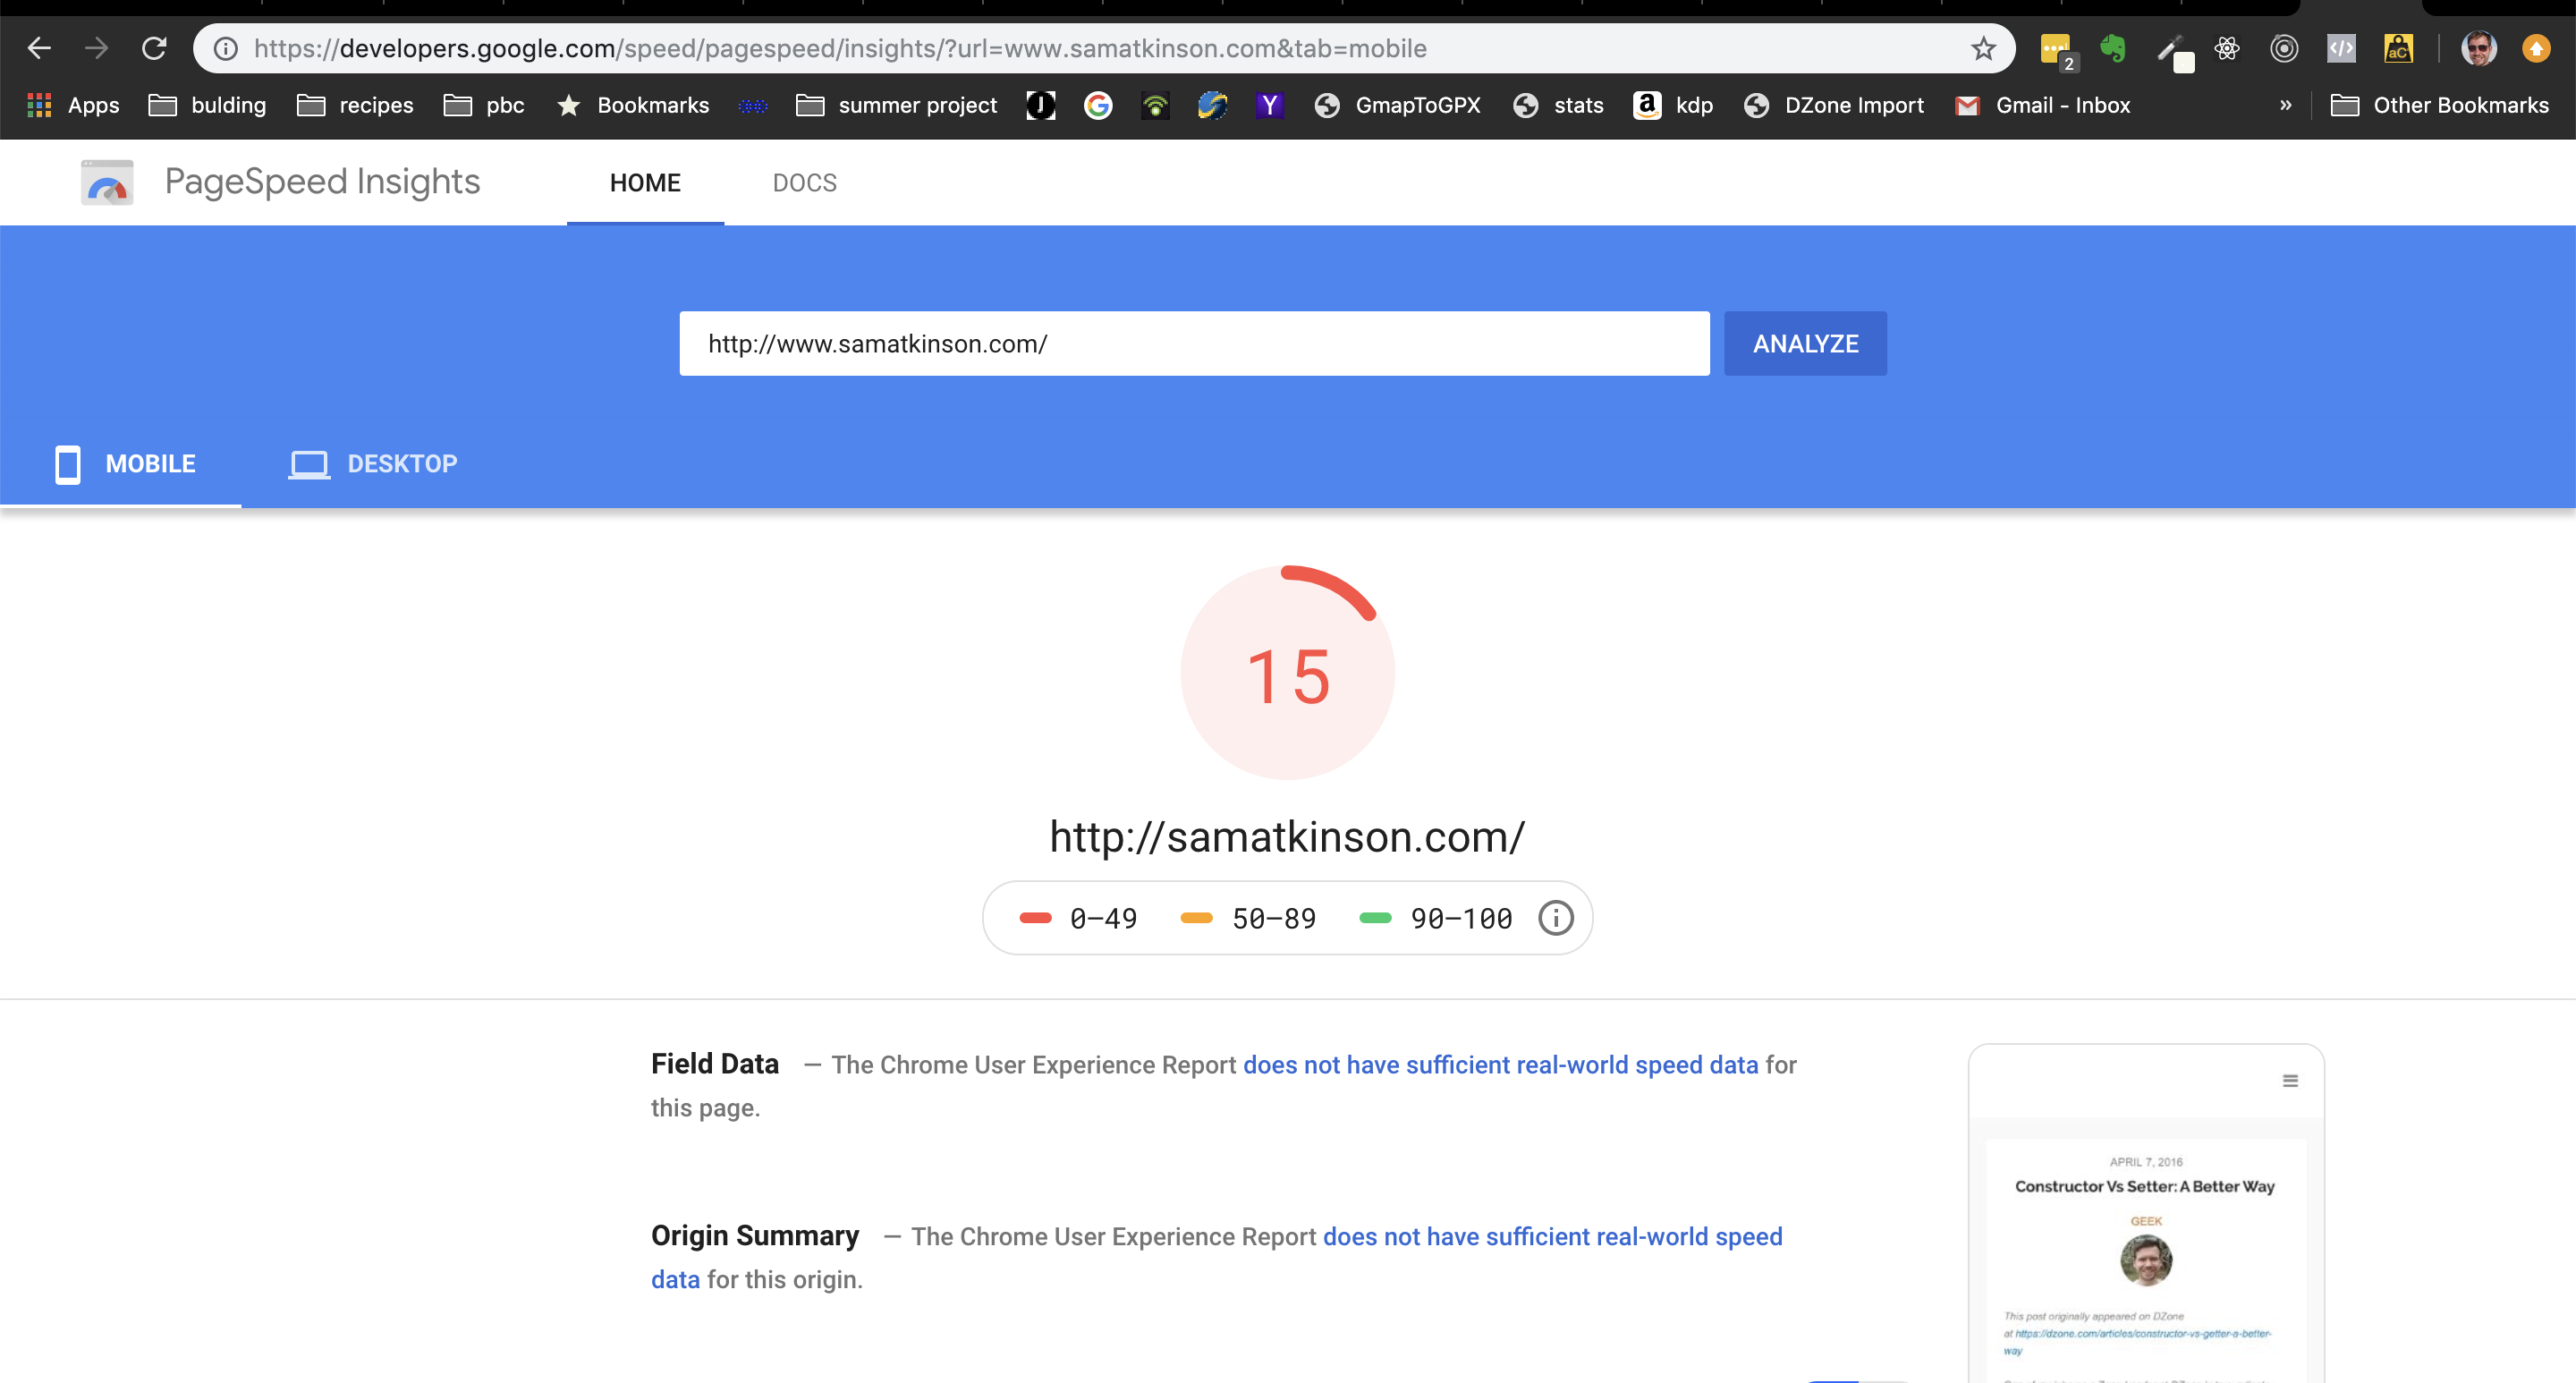 https://developers.google.com/speed/pagespeed/insights/?url=www.samatkinson.com&tab=mobile
2
</>
aC
Apps bulding recipes pbc Bookmarks summer project J G Y GmapToGPX stats a kdp DZone Import Gmail - Inbox » Other Bookmarks
PageSpeed Insights HOME DOCS
http://www.samatkinson.com/ ANALYZE
MOBILE DESKTOP
15
http://samatkinson.com/
0–49 50–89 90–100
Field Data — The Chrome User Experience Report does not have sufficient real-world speed data for
this page.
Origin Summary — The Chrome User Experience Report does not have sufficient real-world speed
data for this origin.
APRIL 7, 2016
Constructor Vs Setter: A Better Way
GEEK
This post originally appeared on DZone
at https://dzone.com/articles/constructor-vs-getter-a-better-
way